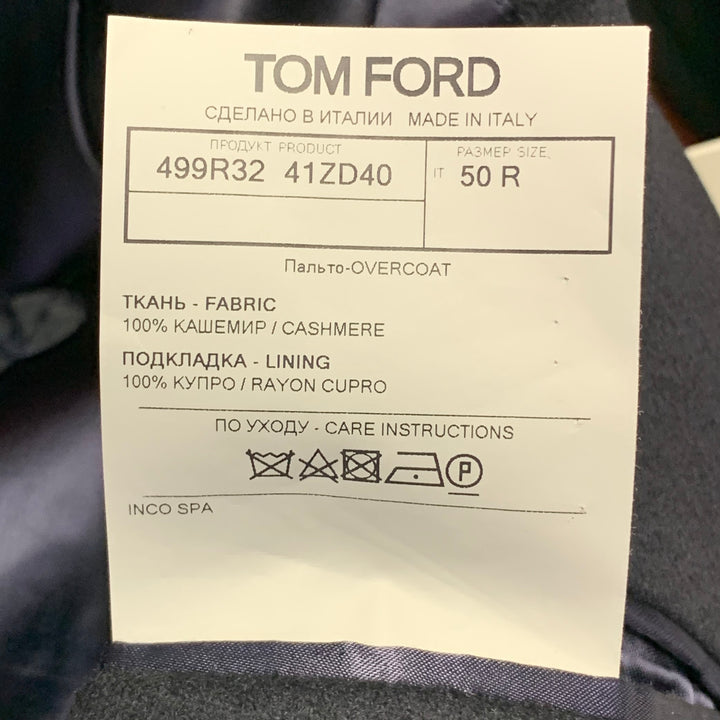 TOM FORD
СДЕЛАНО В ИТАЛИИ MADE IN ITALY
ПРОДУКТ PRODUCT
499R32 41ZD40
РАЗМЕР SIZE
IT 50 R
Пальто-OVERCOAT
ТКАНЬ - FABRIC
100% КАШЕМИР / CASHMERE
ПОДКЛАДКА - LINING
100% КУПРО / RAYON CUPRO
ПО УХОДУ - CARE INSTRUCTIONS
P
INCO SPA